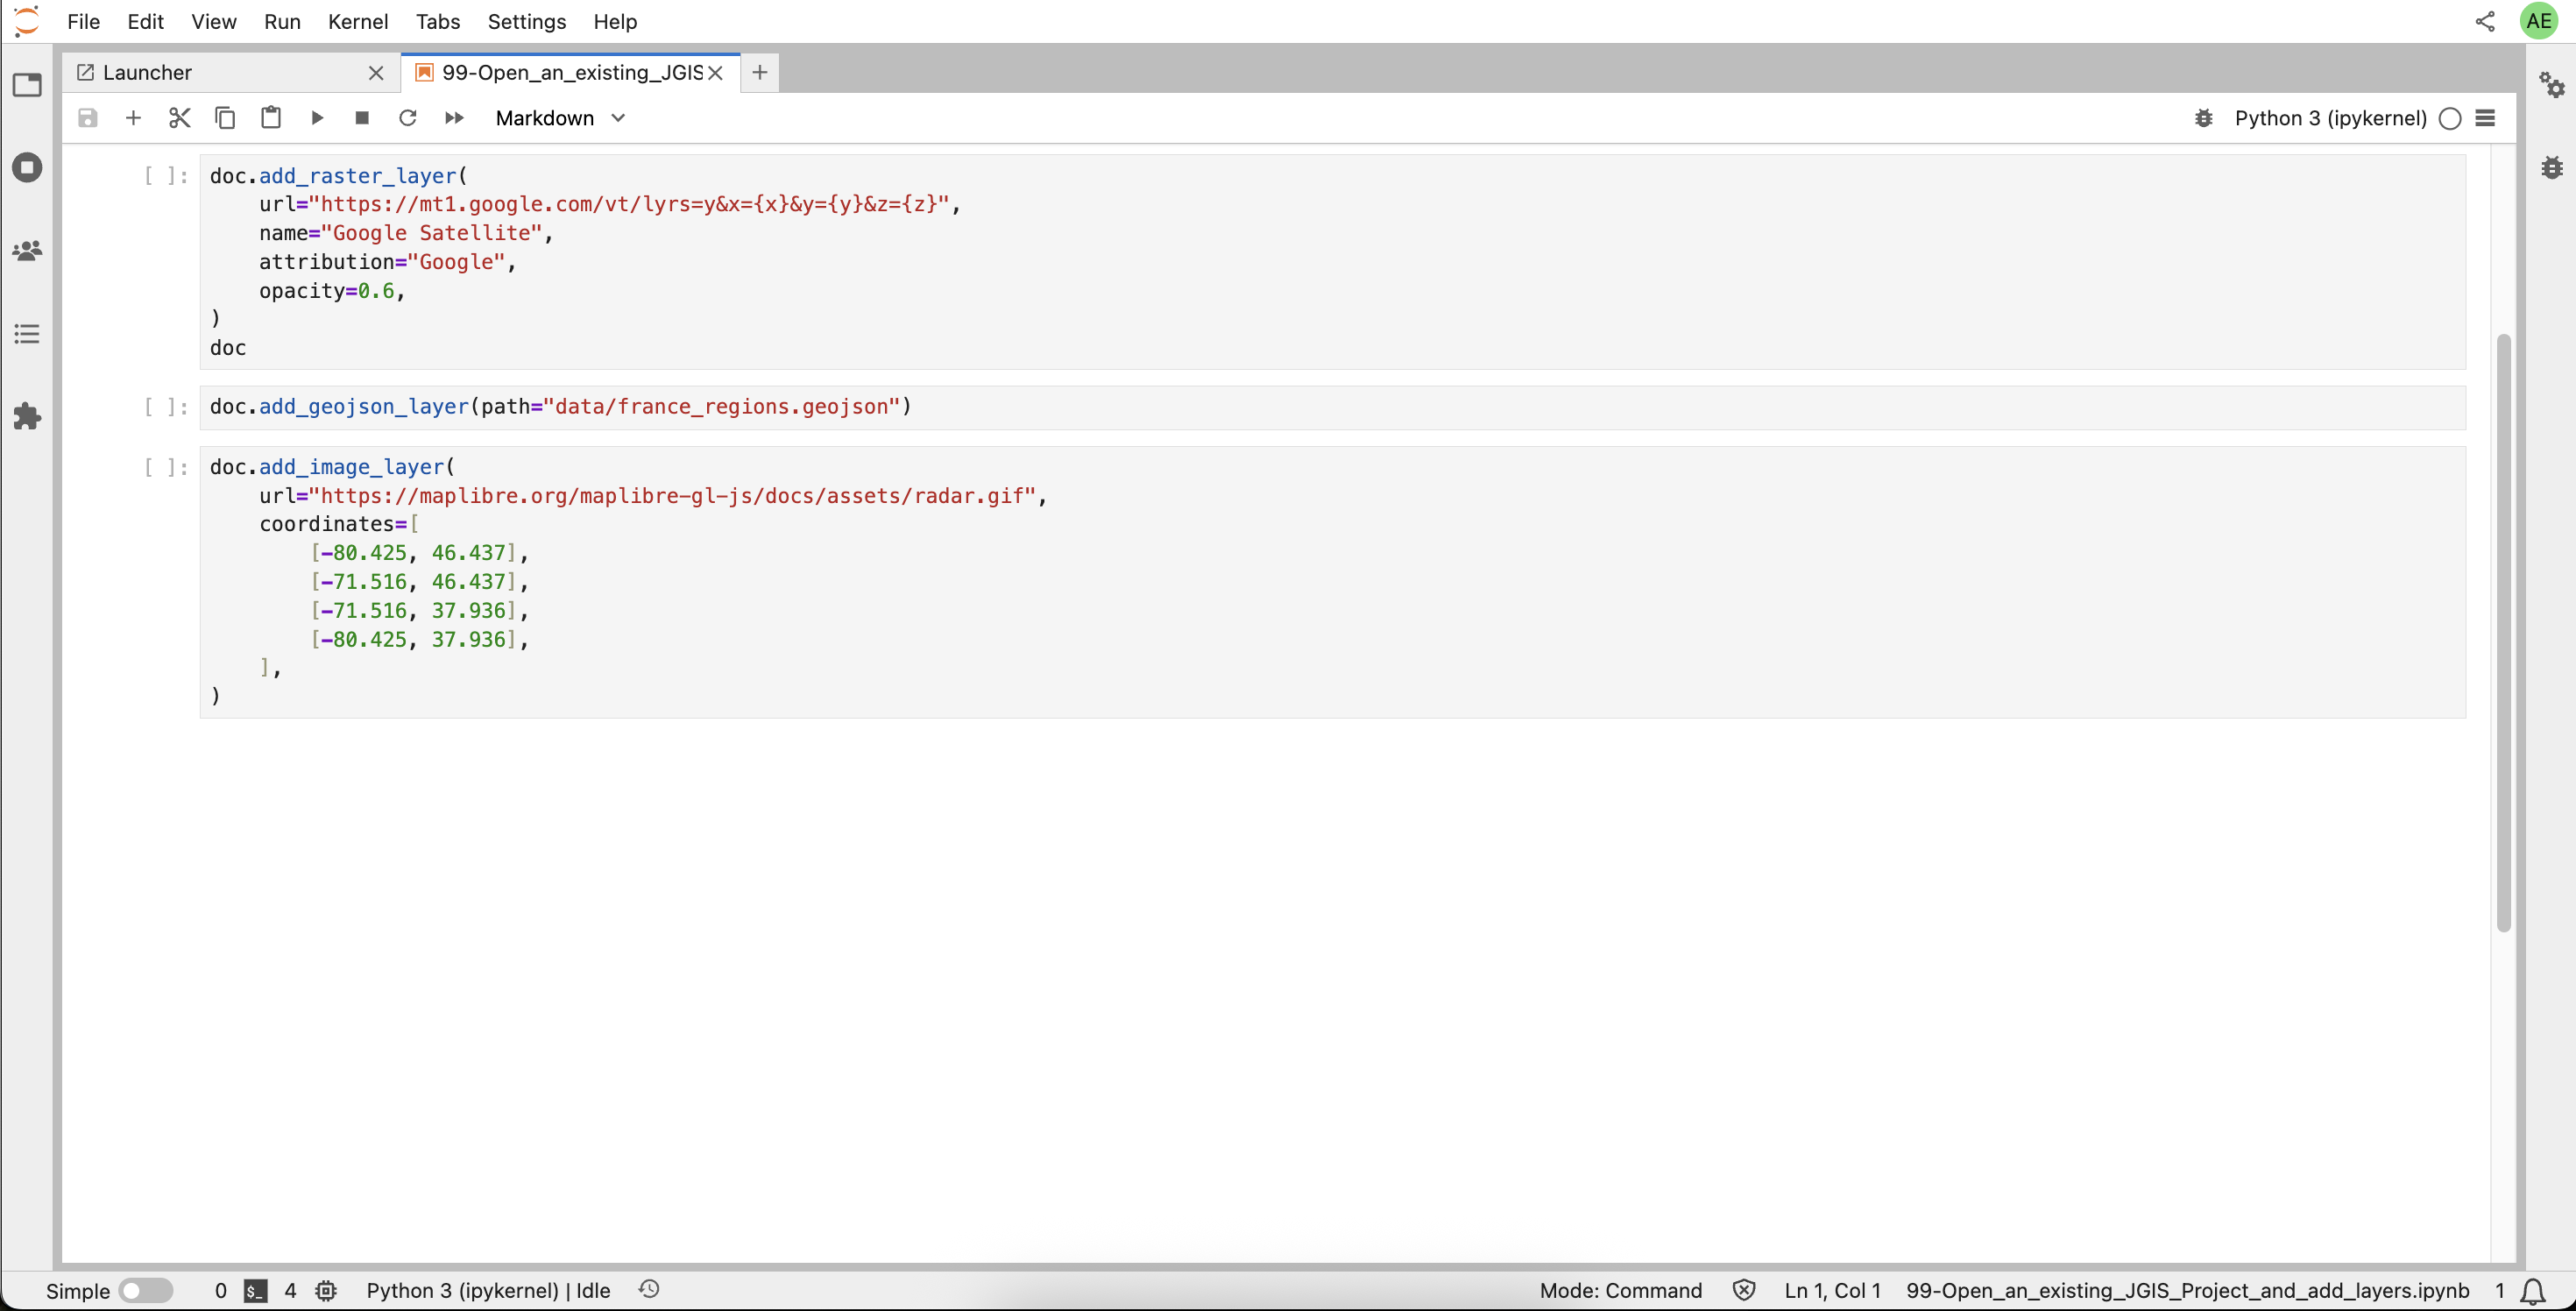 File Edit View Run Kernel Tabs Settings Help
AE
Launcher
99-Open_an_existing_JGIS
Markdown
Python 3 (ipykernel)
[ ]:
doc.add_raster_layer(
    url="https://mt1.google.com/vt/lyrs=y&x={x}&y={y}&z={z}",
    name="Google Satellite",
    attribution="Google",
    opacity=0.6,
)
doc
[ ]:
doc.add_geojson_layer(path="data/france_regions.geojson")
[ ]:
doc.add_image_layer(
    url="https://maplibre.org/maplibre-gl-js/docs/assets/radar.gif",
    coordinates=[
        [-80.425, 46.437],
        [-71.516, 46.437],
        [-71.516, 37.936],
        [-80.425, 37.936],
    ],
)
Simple 0 $_ 4 Python 3 (ipykernel) | Idle Mode: Command Ln 1, Col 1 99-Open_an_existing_JGIS_Project_and_add_layers.ipynb 1